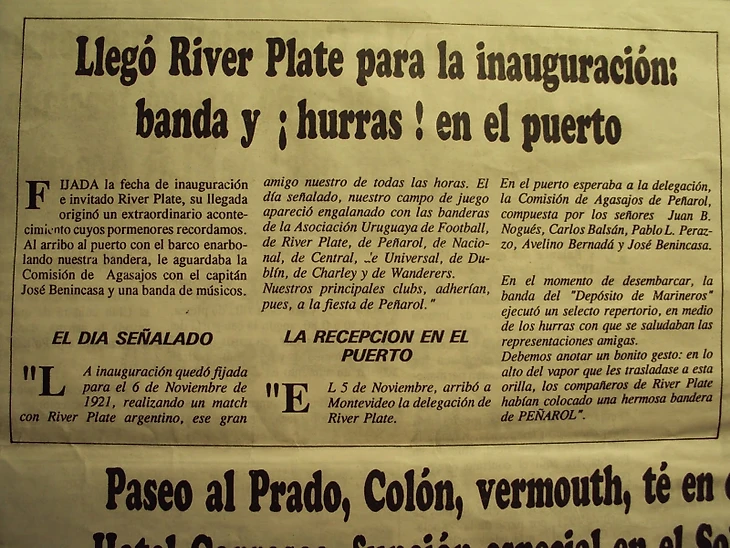 Llegó River Plate para la inauguración:
banda y ¡ hurras ! en el puerto
FIJADA la fecha de inauguración
e invitado River Plate, su llegada
originó un extraordinario aconte-
cimiento cuyos pormenores recordamos.
Al arribo al puerto con el barco enarbo-
lando nuestra bandera, le aguardaba la
Comisión de Agasajos con el capitán
José Benincasa y una banda de músicos.
EL DIA SEÑALADO
"LA inauguración quedó fijada
para el 6 de Noviembre de
1921, realizando un match
con River Plate argentino, ese gran
amigo nuestro de todas las horas. El
día señalado, nuestro campo de juego
apareció engalanado con las banderas
de la Asociación Uruguaya de Football,
de River Plate, de Peñarol, de Nacio-
nal, de Central, de Universal, de Du-
blín, de Charley y de Wanderers.
Nuestros principales clubs, adherían,
pues, a la fiesta de Peñarol."
LA RECEPCION EN EL
PUERTO
"EL 5 de Noviembre, arribó a
Montevideo la delegación de
River Plate.
En el puerto esperaba a la delegación,
la Comisión de Agasajos de Peñarol,
compuesta por los señores Juan B.
Nogués, Carlos Balsán, Pablo L. Peraz-
zo, Avelino Bernadá y José Benincasa.
En el momento de desembarcar, la
banda del "Depósito de Marineros"
ejecutó un selecto repertorio, en medio
de los hurras con que se saludaban las
representaciones amigas.
Debemos anotar un bonito gesto: en lo
alto del vapor que les trasladase a esta
orilla, los compañeros de River Plate
habían colocado una hermosa bandera
de PEÑAROL".
Paseo al Prado, Colón, vermouth, té en
función especial en el